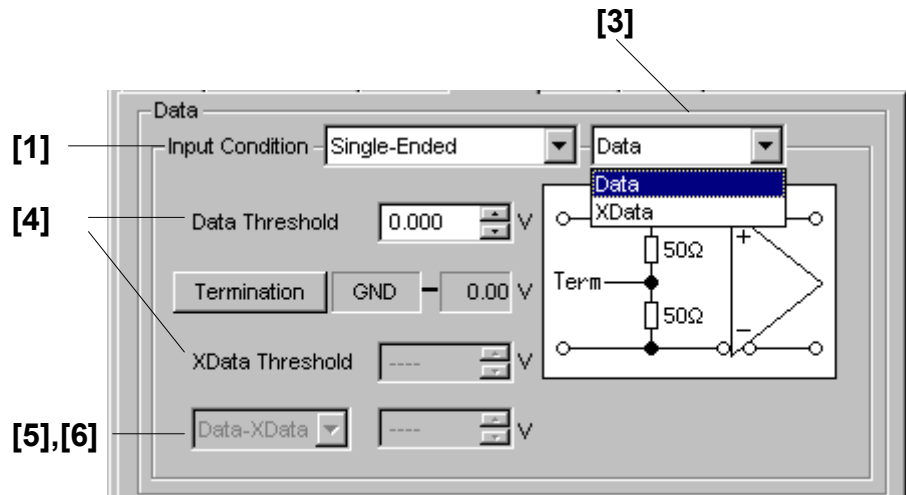 [3]
Data
[1]
Input Condition
Single-Ended
Data
Data
XData
[4]
Data Threshold
0.000
V
+
50Ω
Termination
GND
0.00
V
Term
50Ω
XData Threshold
----
V
−
[5],[6]
Data-XData
----
V